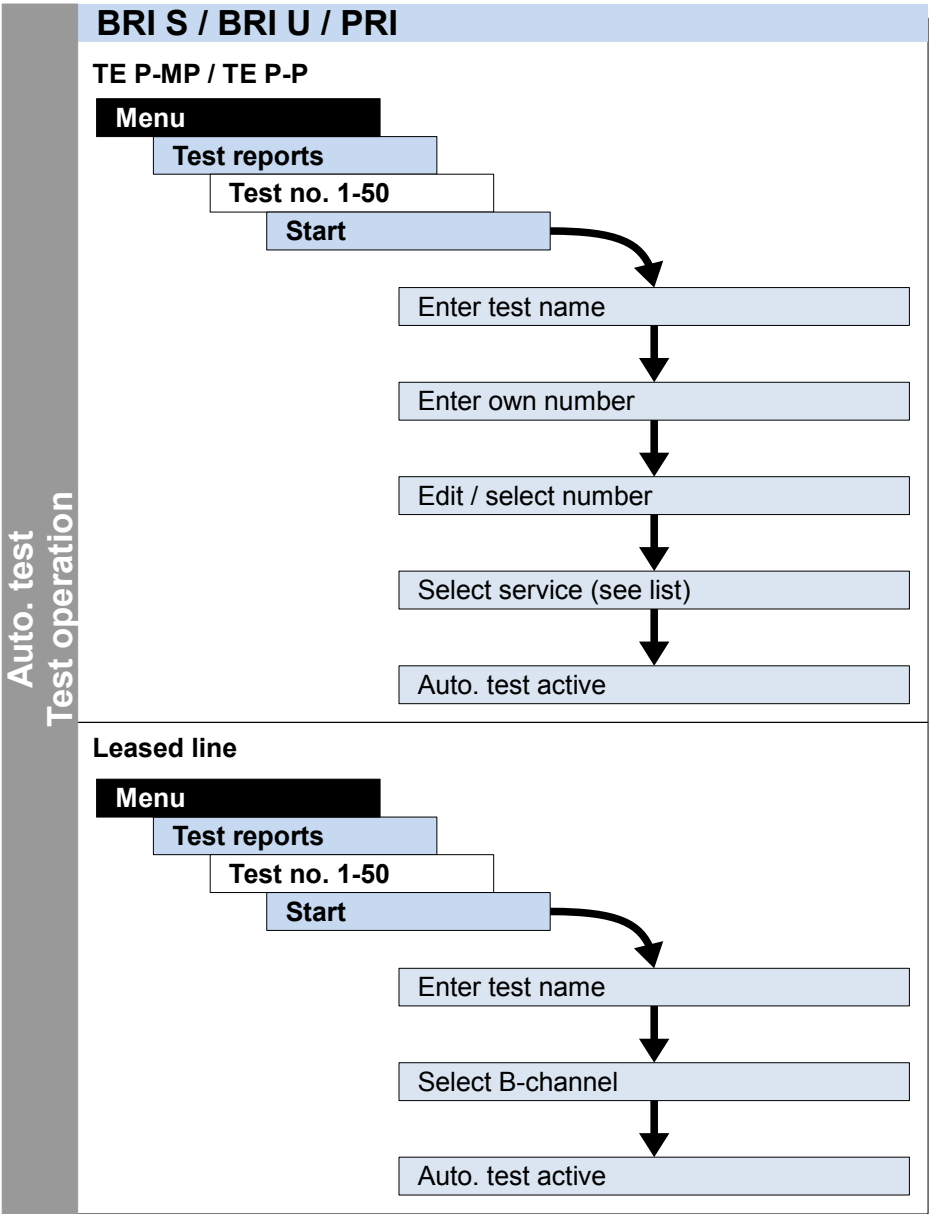 BRI S / BRI U / PRI
Auto. test
Test operation
TE P-MP / TE P-P
Menu
Test reports
Test no. 1-50
Start
Enter test name
Enter own number
Edit / select number
Select service (see list)
Auto. test active
Leased line
Menu
Test reports
Test no. 1-50
Start
Enter test name
Select B-channel
Auto. test active